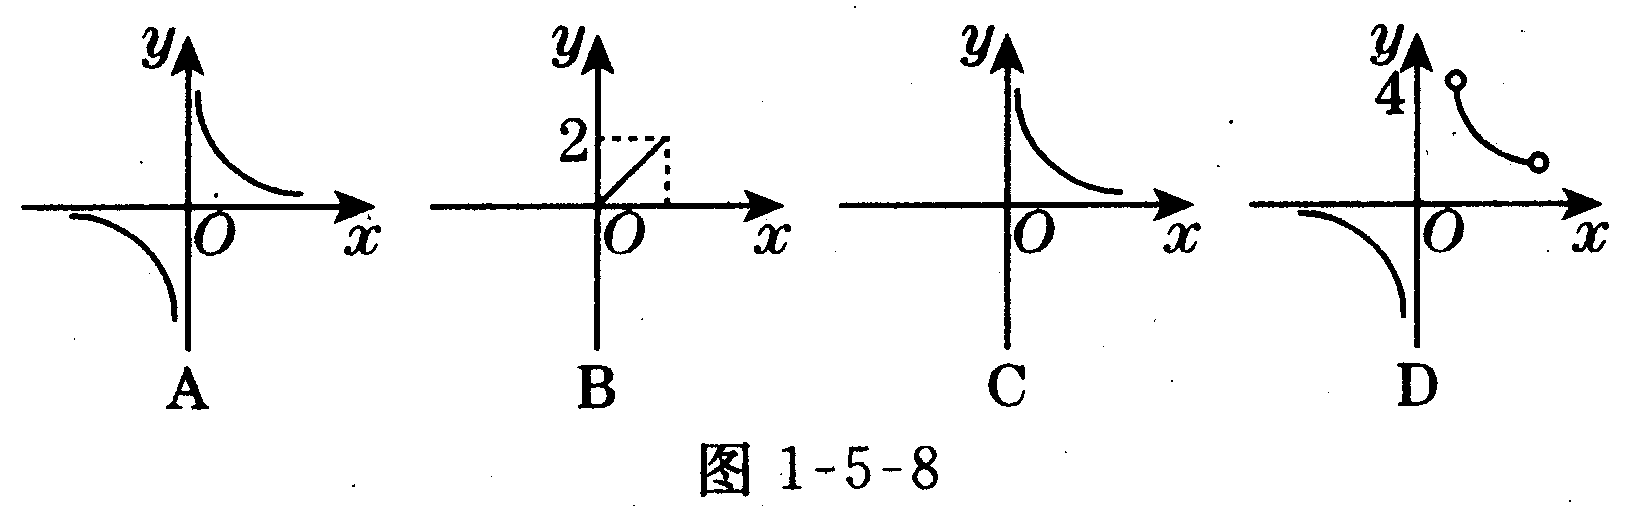 y y y y
4
2
O x O x O x O x
A B C D
图 1-5-8